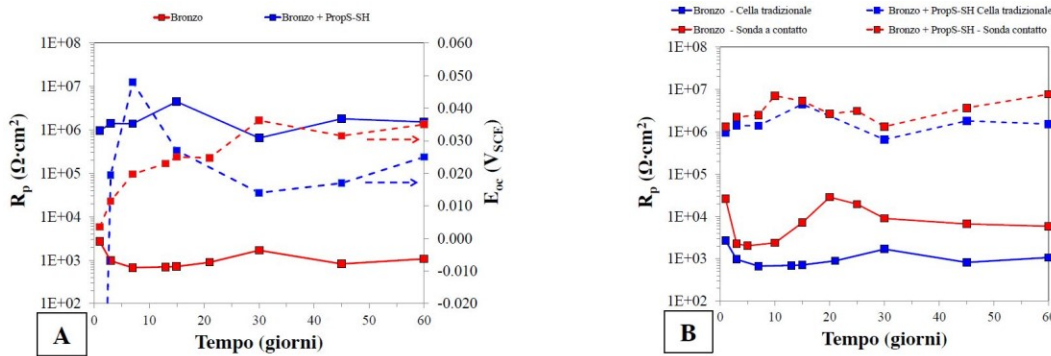 Bronzo
Bronzo + PropS-SH
1E+08
1E+07
1E+06
1E+05
1E+04
1E+03
1E+02
Rp (Ω·cm²)
0.060
0.050
0.040
0.030
0.020
0.010
0.000
-0.010
-0.020
Eoc (VSCE)
0 10 20 30 40 50 60
Tempo (giorni)
A
Bronzo - Cella tradizionale
Bronzo + PropS-SH Cella tradizionale
Bronzo - Sonda a contatto
Bronzo + PropS-SH - Sonda contatto
1E+08
1E+07
1E+06
1E+05
1E+04
1E+03
1E+02
Rp (Ω·cm²)
0 10 20 30 40 50 60
Tempo (giorni)
B